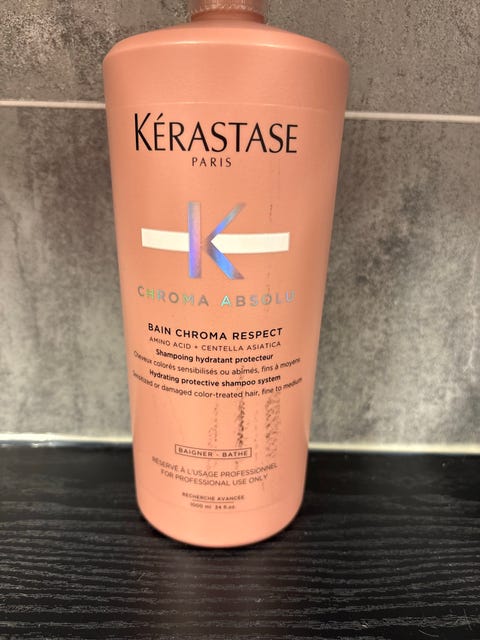 KÉRASTASE
PARIS
K
CHROMA ABSOLU
BAIN CHROMA RESPECT
AMINO ACID + CENTELLA ASIATICA
Shampoing hydratant protecteur
Cheveux colorés sensibilisés ou abîmés, fins à moyens
Hydrating protective shampoo system
Sensitized or damaged color-treated hair, fine to medium
BAIGNER - BATHE
RÉSERVÉ À L'USAGE PROFESSIONNEL
FOR PROFESSIONAL USE ONLY
RECHERCHE AVANCÉE
1000 ml 34 fl.oz.